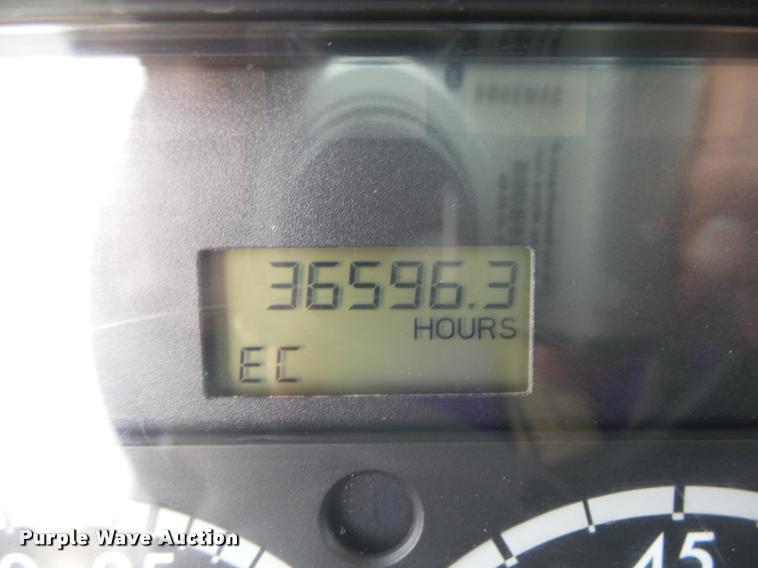 36596.3
HOURS
EC
45
Purple Wave Auction